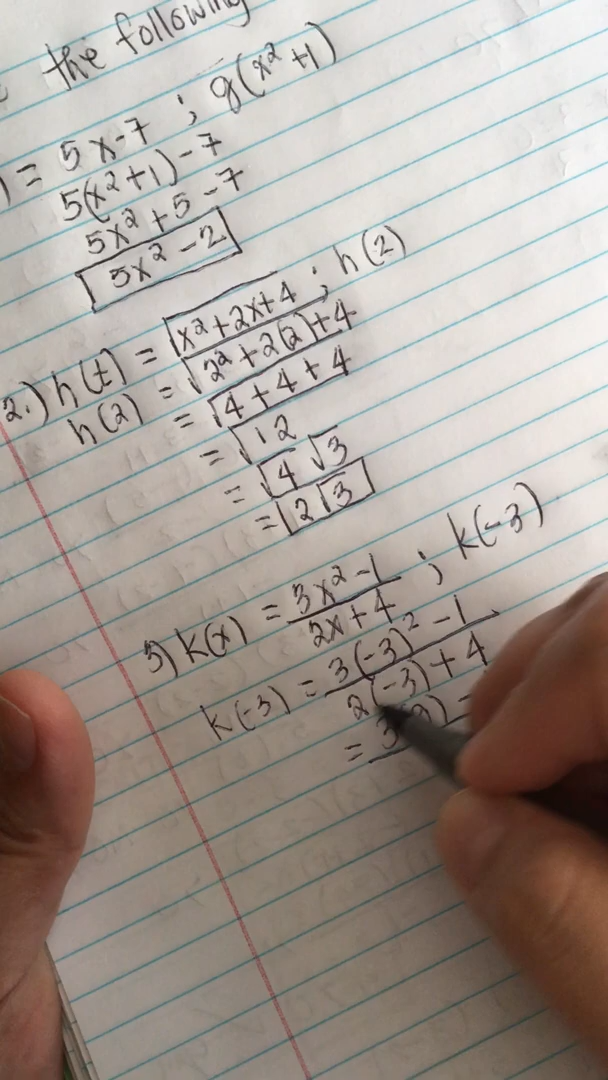 the following
) = 5x-7 ; g(x² +1)
5(x²+1) -7
5x² +5 -7
5x² -2
2.) h(t) = √x²+2x+4 ; h(2)
h(2) = √2²+2(2)+4
= √4+4+4
= √12
= √4 √3
= 2√3
3) k(x) = 3x²-1 / 2x+4 ; k(-3)
k(-3) = 3(-3)² -1 / 2(-3)+4
=